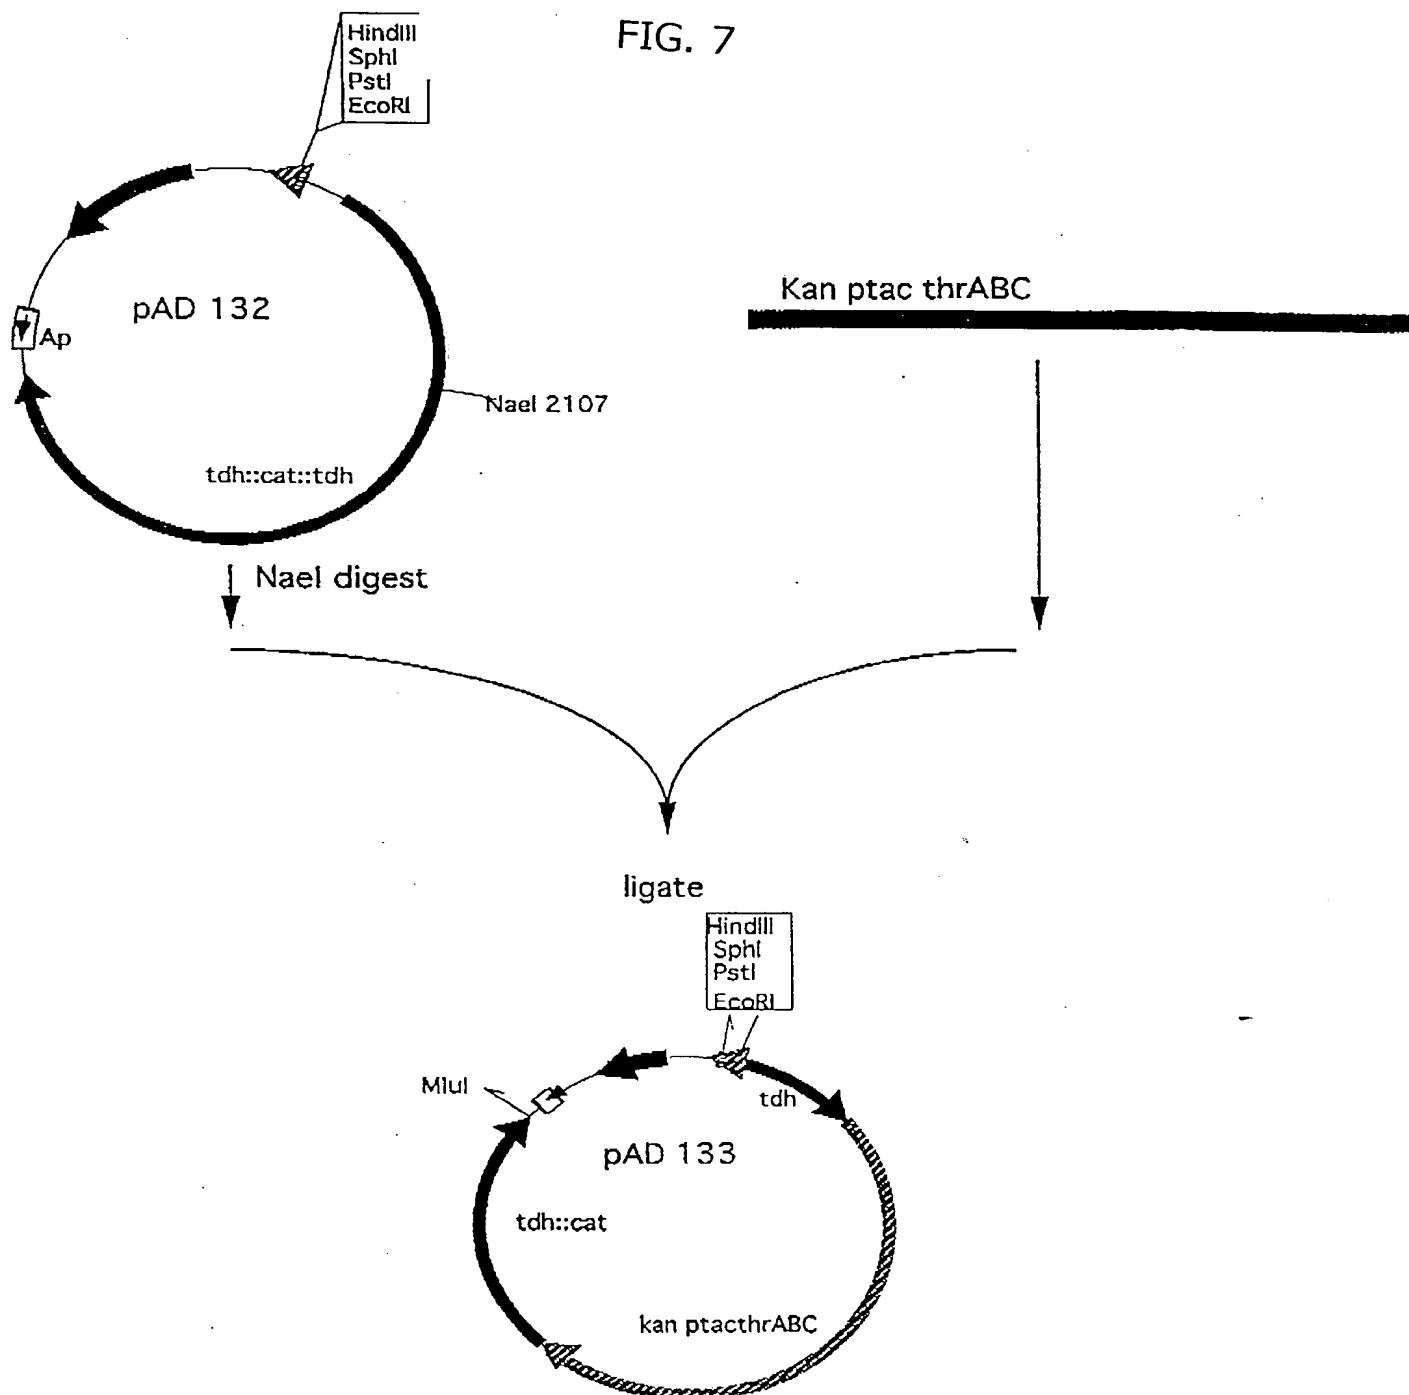 FIG. 7
HindIII
SphI
PstI
EcoRI
pAD 132
Ap
NaeI 2107
tdh::cat::tdh
Kan ptac thrABC
NaeI digest
ligate
HindIII
SphI
PstI
EcoRI
MluI
tdh
pAD 133
tdh::cat
kan ptacthrABC